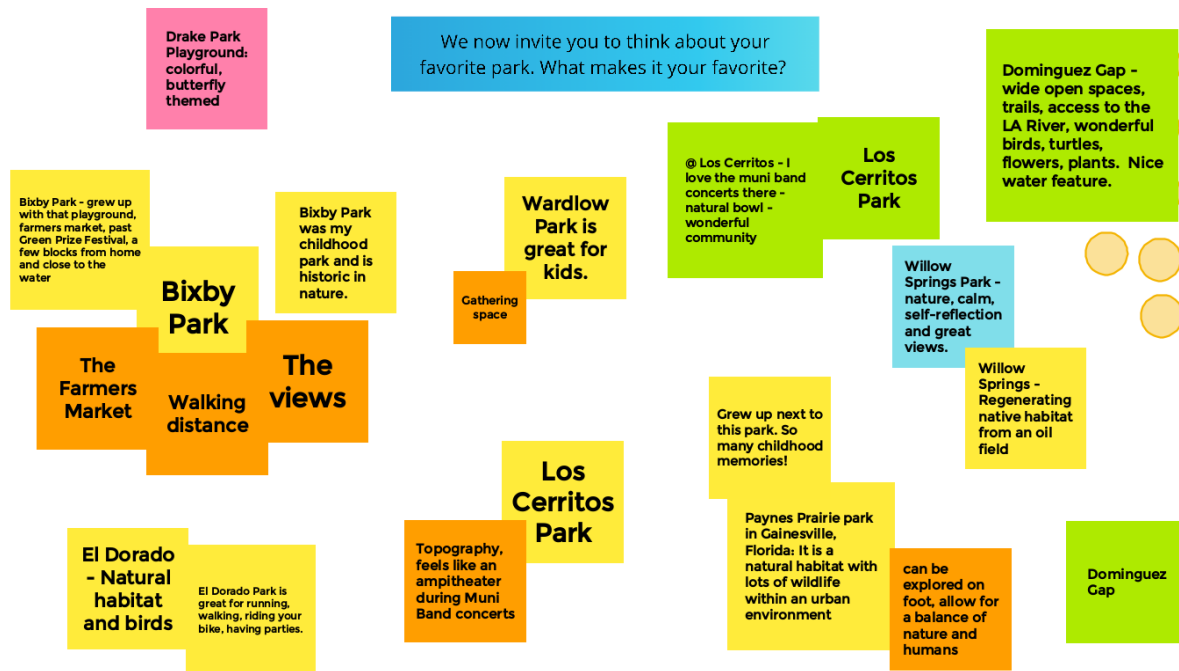 Drake Park
Playground:
colorful,
butterfly
themed
We now invite you to think about your
favorite park. What makes it your favorite?
Dominguez Gap -
wide open spaces,
trails, access to the
LA River, wonderful
birds, turtles,
flowers, plants. Nice
water feature.
@ Los Cerritos - I
love the muni band
concerts there -
natural bowl -
wonderful
community
Los
Cerritos
Park
Bixby Park - grew up
with that playground,
farmers market, past
Green Prize Festival, a
few blocks from home
and close to the
water
Bixby
Park
Bixby Park
was my
childhood
park and is
historic in
nature.
Wardlow
Park is
great for
kids.
Gathering
space
Willow
Springs Park -
nature, calm,
self-reflection
and great
views.
Willow
Springs -
Regenerating
native habitat
from an oil
field
The
Farmers
Market
Walking
distance
The
views
Grew up next to
this park. So
many childhood
memories!
Los
Cerritos
Park
Topography,
feels like an
ampitheater
during Muni
Band concerts
Paynes Prairie park
in Gainesville,
Florida: It is a
natural habitat with
lots of wildlife
within an urban
environment
can be
explored on
foot, allow for
a balance of
nature and
humans
Dominguez
Gap
El Dorado
- Natural
habitat
and birds
El Dorado Park is
great for running,
walking, riding your
bike, having parties.